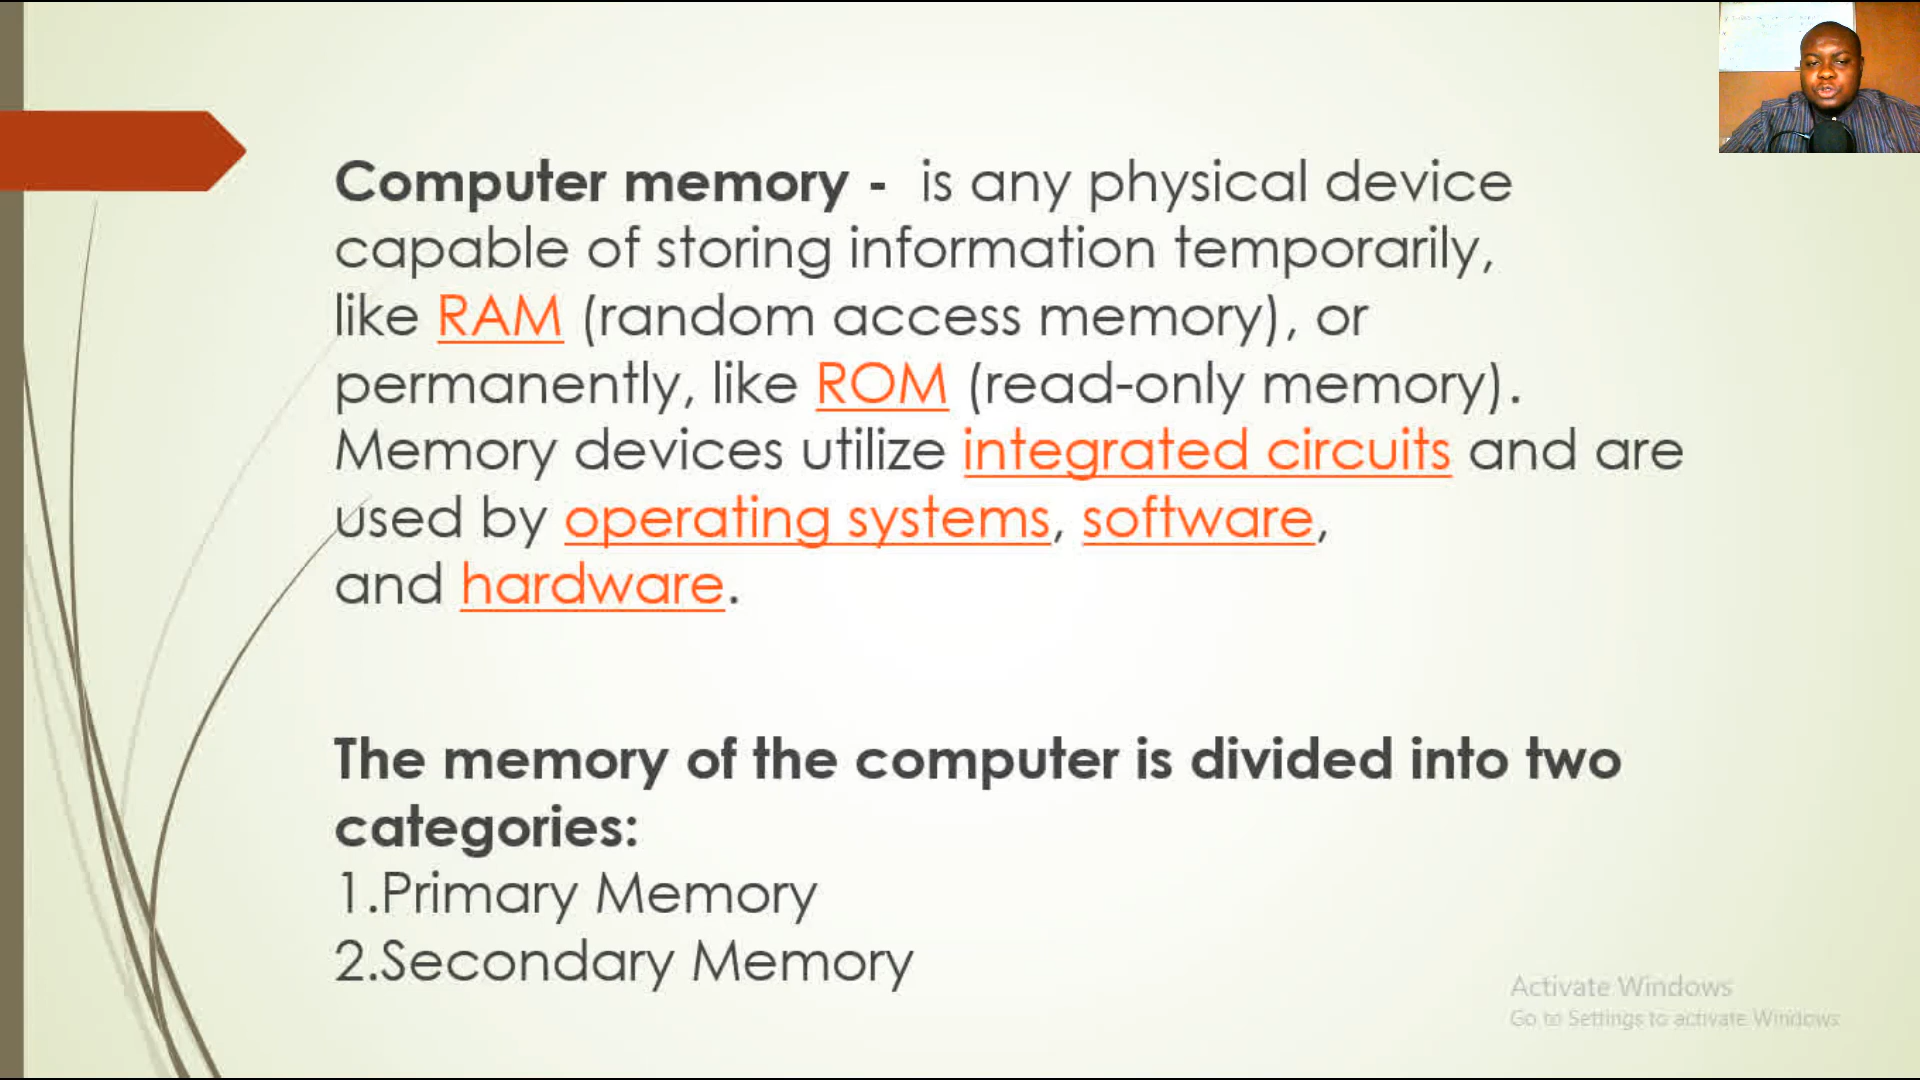 Computer memory - is any physical device
capable of storing information temporarily,
like RAM (random access memory), or
permanently, like ROM (read-only memory).
Memory devices utilize integrated circuits and are
used by operating systems, software,
and hardware.
The memory of the computer is divided into two
categories:
1.Primary Memory
2.Secondary Memory
Activate Windows
Go to Settings to activate Windows